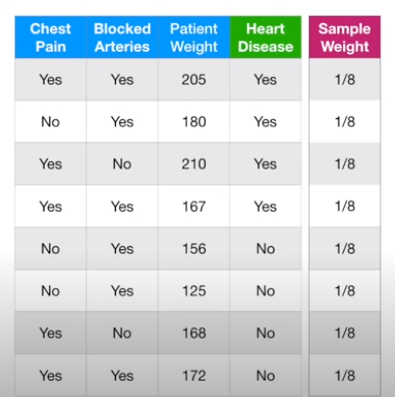 Chest Pain Blocked Arteries Patient Weight Heart Disease Sample Weight
Yes Yes 205 Yes 1/8
No Yes 180 Yes 1/8
Yes No 210 Yes 1/8
Yes Yes 167 Yes 1/8
No Yes 156 No 1/8
No Yes 125 No 1/8
Yes No 168 No 1/8
Yes Yes 172 No 1/8